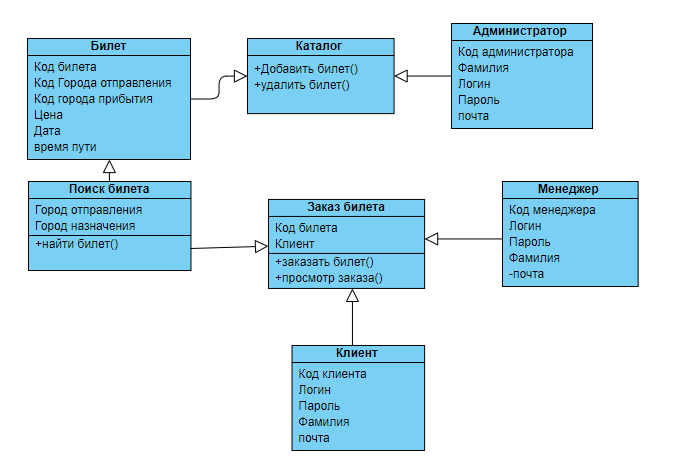 Билет
Код билета
Код Города отправления
Код города прибытия
Цена
Дата
время пути
Каталог
+Добавить билет()
+удалить билет()
Администратор
Код администратора
Фамилия
Логин
Пароль
почта
Поиск билета
Город отправления
Город назначения
+найти билет()
Заказ билета
Код билета
Клиент
+заказать билет()
+просмотр заказа()
Менеджер
Код менеджера
Логин
Пароль
Фамилия
-почта
Клиент
Код клиента
Логин
Пароль
Фамилия
почта